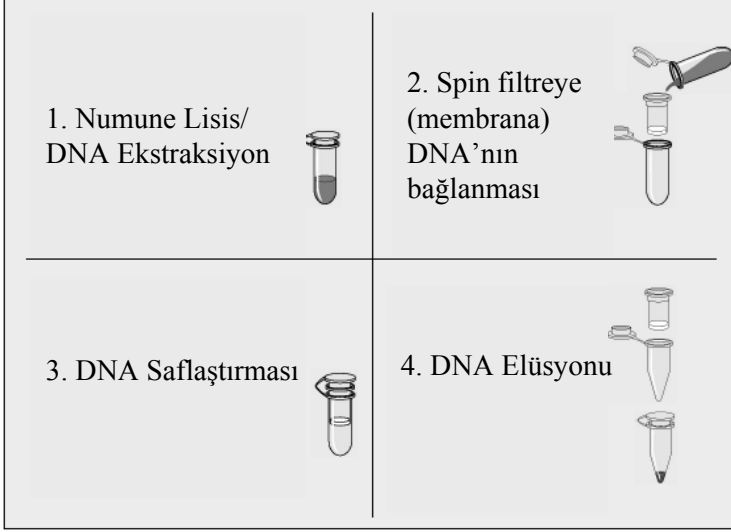 1. Numune Lisis/
DNA Ekstraksiyon
2. Spin filtreye
(membrana)
DNA’nın
bağlanması
3. DNA Saflaştırması
4. DNA Elüsyonu